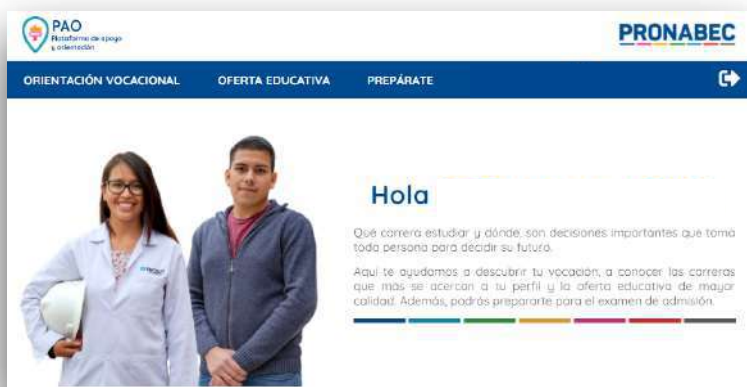 PAO
Plataforma de apoyo
y orientación
PRONABEC
ORIENTACIÓN VOCACIONAL OFERTA EDUCATIVA PREPÁRATE
Hola
Qué carrera estudiar y dónde, son decisiones importantes que toma
toda persona para decidir su futuro.
Aquí te ayudamos a descubrir tu vocación, a conocer las carreras
que más se acercan a tu perfil y la oferta educativa de mayor
calidad. Además, podrás prepararte para el examen de admisión.